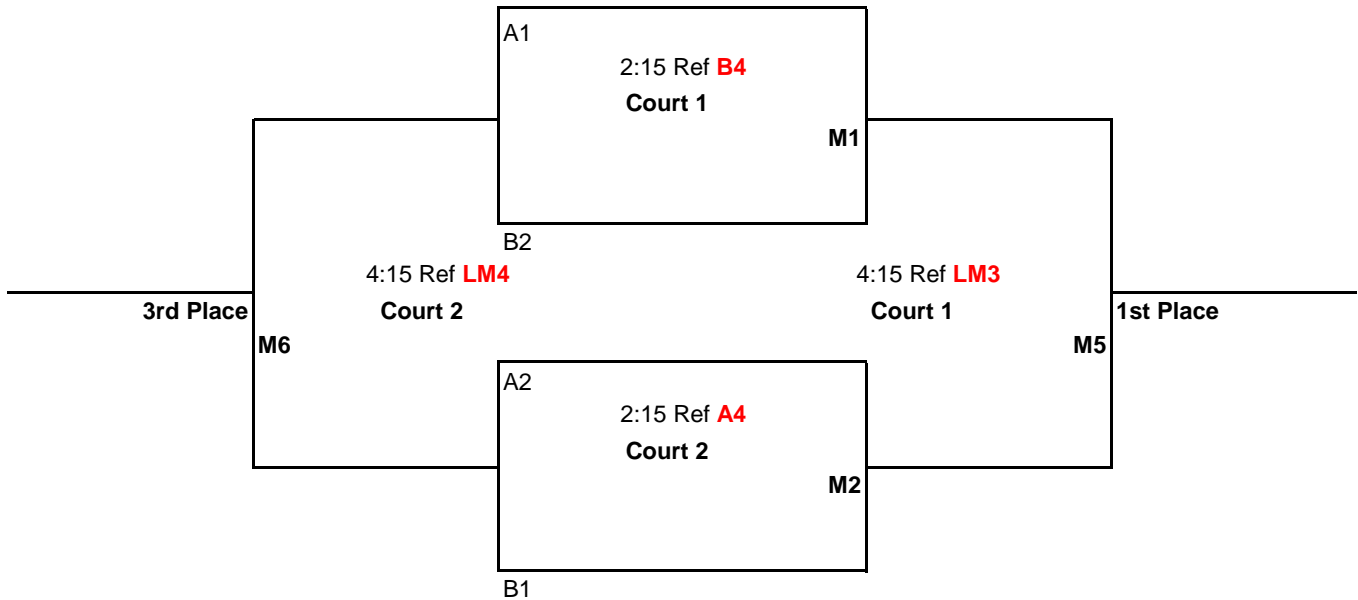 A1
2:15 Ref B4
Court 1
M1
B2
4:15 Ref LM4
Court 2
4:15 Ref LM3
Court 1
3rd Place
1st Place
M6
M5
A2
2:15 Ref A4
Court 2
M2
B1